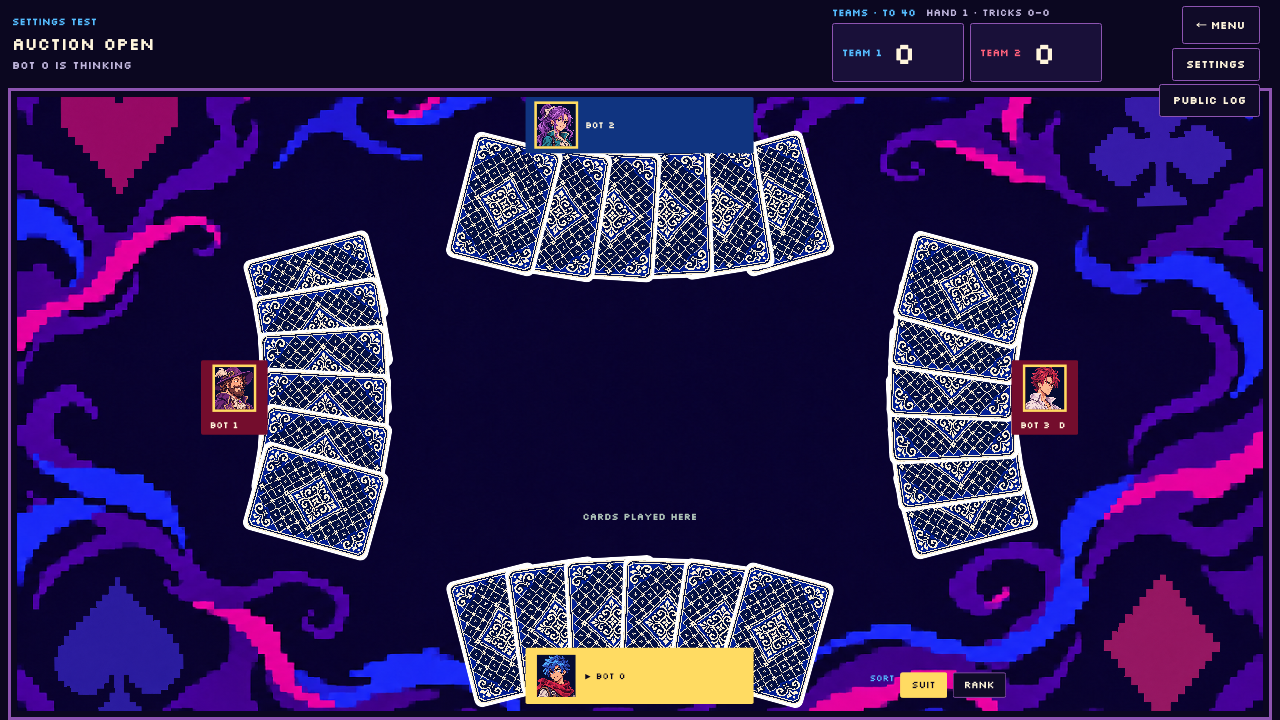 SETTINGS TEST
AUCTION OPEN
BOT 0 IS THINKING
TEAMS · TO 40 HAND 1 · TRICKS 0–0
TEAM 1 0
TEAM 2 0
← MENU
SETTINGS
PUBLIC LOG
BOT 2
BOT 1
BOT 3 D
CARDS PLAYED HERE
▶ BOT 0
SORT SUIT RANK